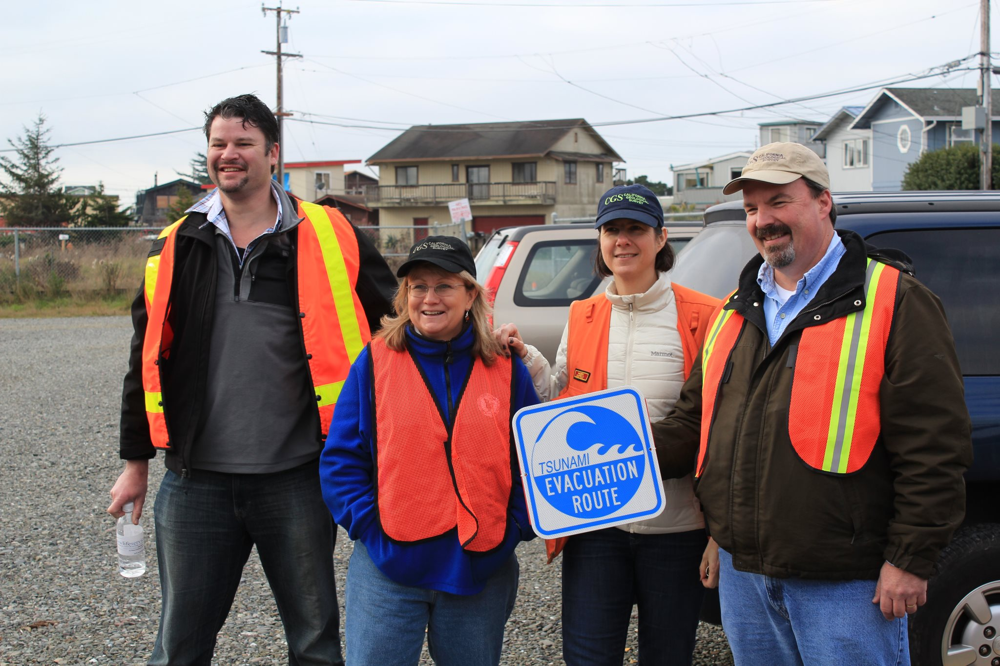 CGS CALIFORNIA
GEOLOGICAL
SURVEY
CGS CALIFORNIA
GEOLOGICAL
SURVEY
CGS CALIFORNIA
GEOLOGICAL
SURVEY
Marmot
TSUNAMI
EVACUATION
ROUTE